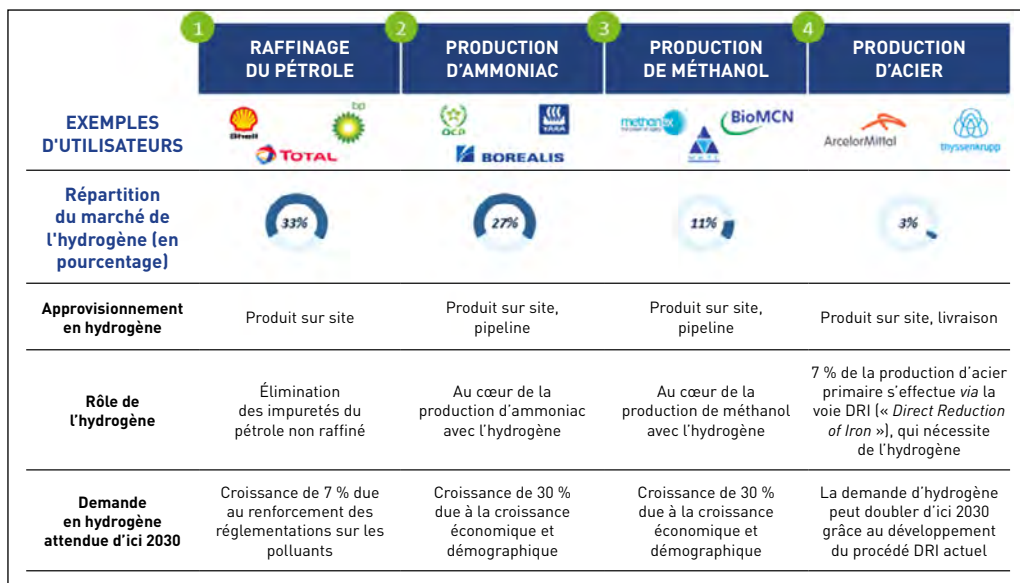 1
2
3
4
RAFFINAGE
DU PÉTROLE
PRODUCTION
D'AMMONIAC
PRODUCTION
DE MÉTHANOL
PRODUCTION
D'ACIER
EXEMPLES
D'UTILISATEURS
Shell
bp
TOTAL
OCP
YARA
BOREALIS
methanex
BioMCN
ArcelorMittal
thyssenkrupp
Répartition
du marché de
l'hydrogène (en
pourcentage)
33%
27%
11%
3%
Approvisionnement
en hydrogène
Produit sur site
Produit sur site,
pipeline
Produit sur site,
pipeline
Produit sur site, livraison
Rôle de
l'hydrogène
Élimination
des impuretés du
pétrole non raffiné
Au cœur de la
production d'ammoniac
avec l'hydrogène
Au cœur de la
production de méthanol
avec l'hydrogène
7 % de la production d'acier
primaire s'effectue via la
voie DRI (« Direct Reduction
of Iron »), qui nécessite
de l'hydrogène
Demande
en hydrogène
attendue d'ici 2030
Croissance de 7 % due
au renforcement des
réglementations sur les
polluants
Croissance de 30 %
due à la croissance
économique et
démographique
Croissance de 30 %
due à la croissance
économique et
démographique
La demande d'hydrogène
peut doubler d'ici 2030
grâce au développement
du procédé DRI actuel